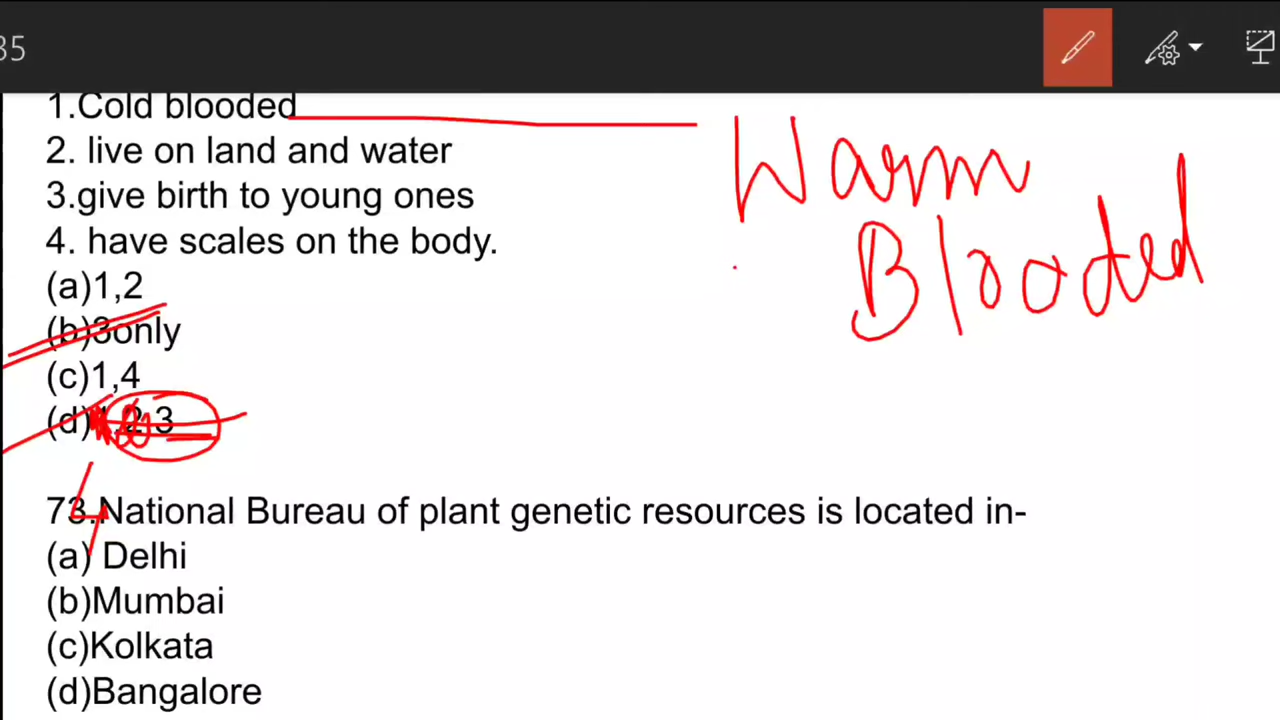 35
1.Cold blooded
Warm
2. live on land and water
3.give birth to young ones
Blooded
4. have scales on the body.
(a)1,2
(b)3only
(c)1,4
(d) 2 3
73.National Bureau of plant genetic resources is located in-
(a) Delhi
(b)Mumbai
(c)Kolkata
(d)Bangalore